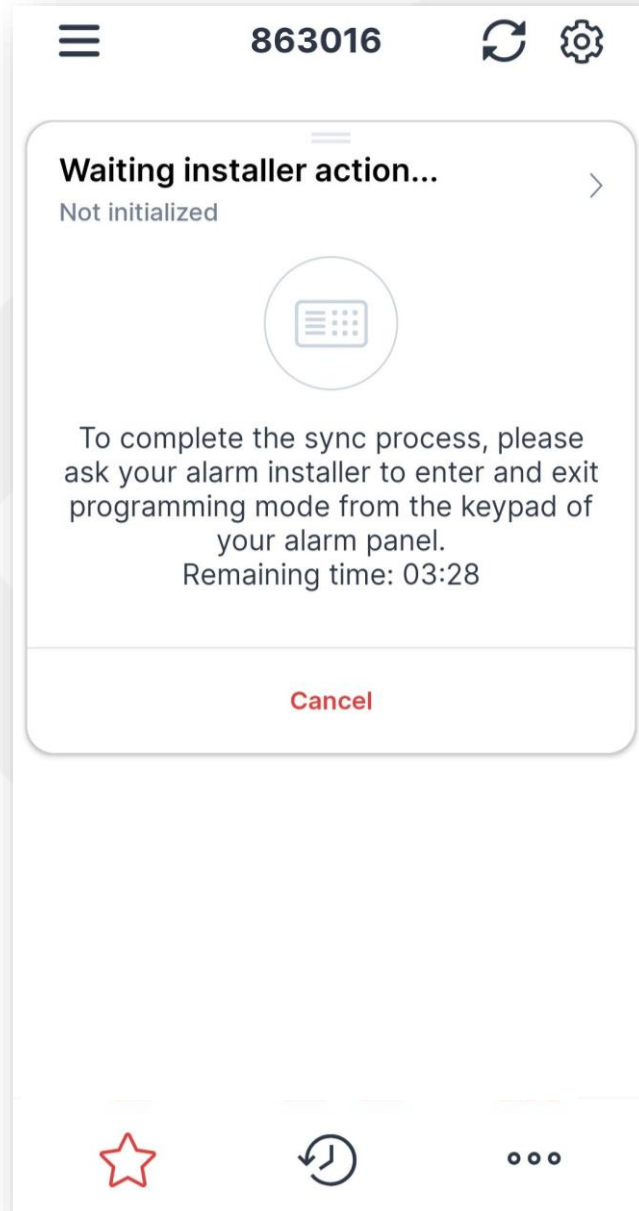 863016
Waiting installer action...
Not initialized
To complete the sync process, please
ask your alarm installer to enter and exit
programming mode from the keypad of
your alarm panel.
Remaining time: 03:28
Cancel